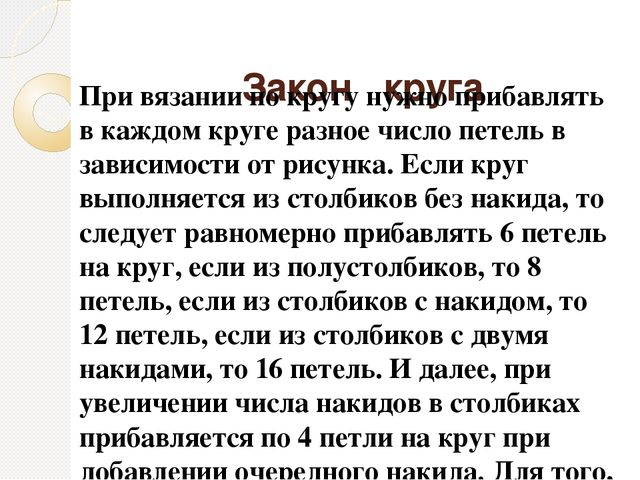 Закон круга
При вязании по кругу нужно прибавлять
в каждом круге разное число петель в
зависимости от рисунка. Если круг
выполняется из столбиков без накида, то
следует равномерно прибавлять 6 петель
на круг, если из полустолбиков, то 8
петель, если из столбиков с накидом, то
12 петель, если из столбиков с двумя
накидами, то 16 петель. И далее, при
увеличении числа накидов в столбиках
прибавляется по 4 петли на круг при
добавлении очередного накида. Для того,